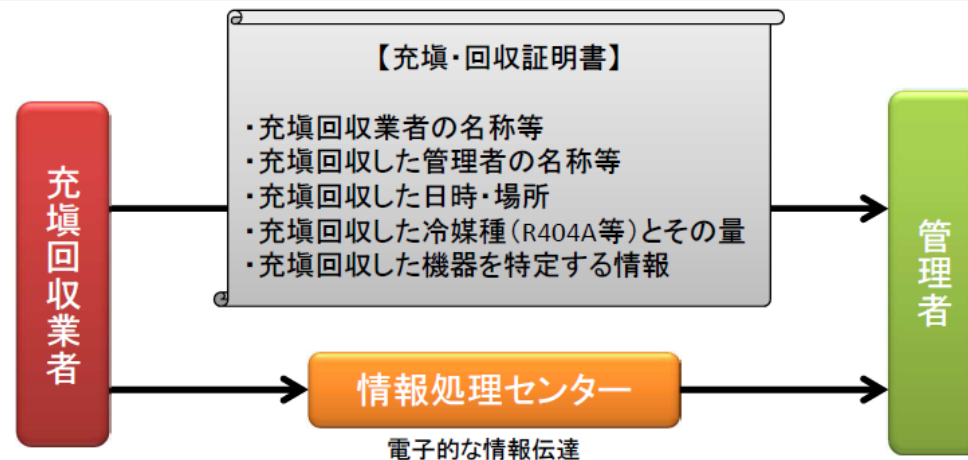 【充塡・回収証明書】
・充塡回収業者の名称等
・充塡回収した管理者の名称等
・充塡回収した日時・場所
・充塡回収した冷媒種（R404A等）とその量
・充塡回収した機器を特定する情報
充塡回収業者
管理者
情報処理センター
電子的な情報伝達